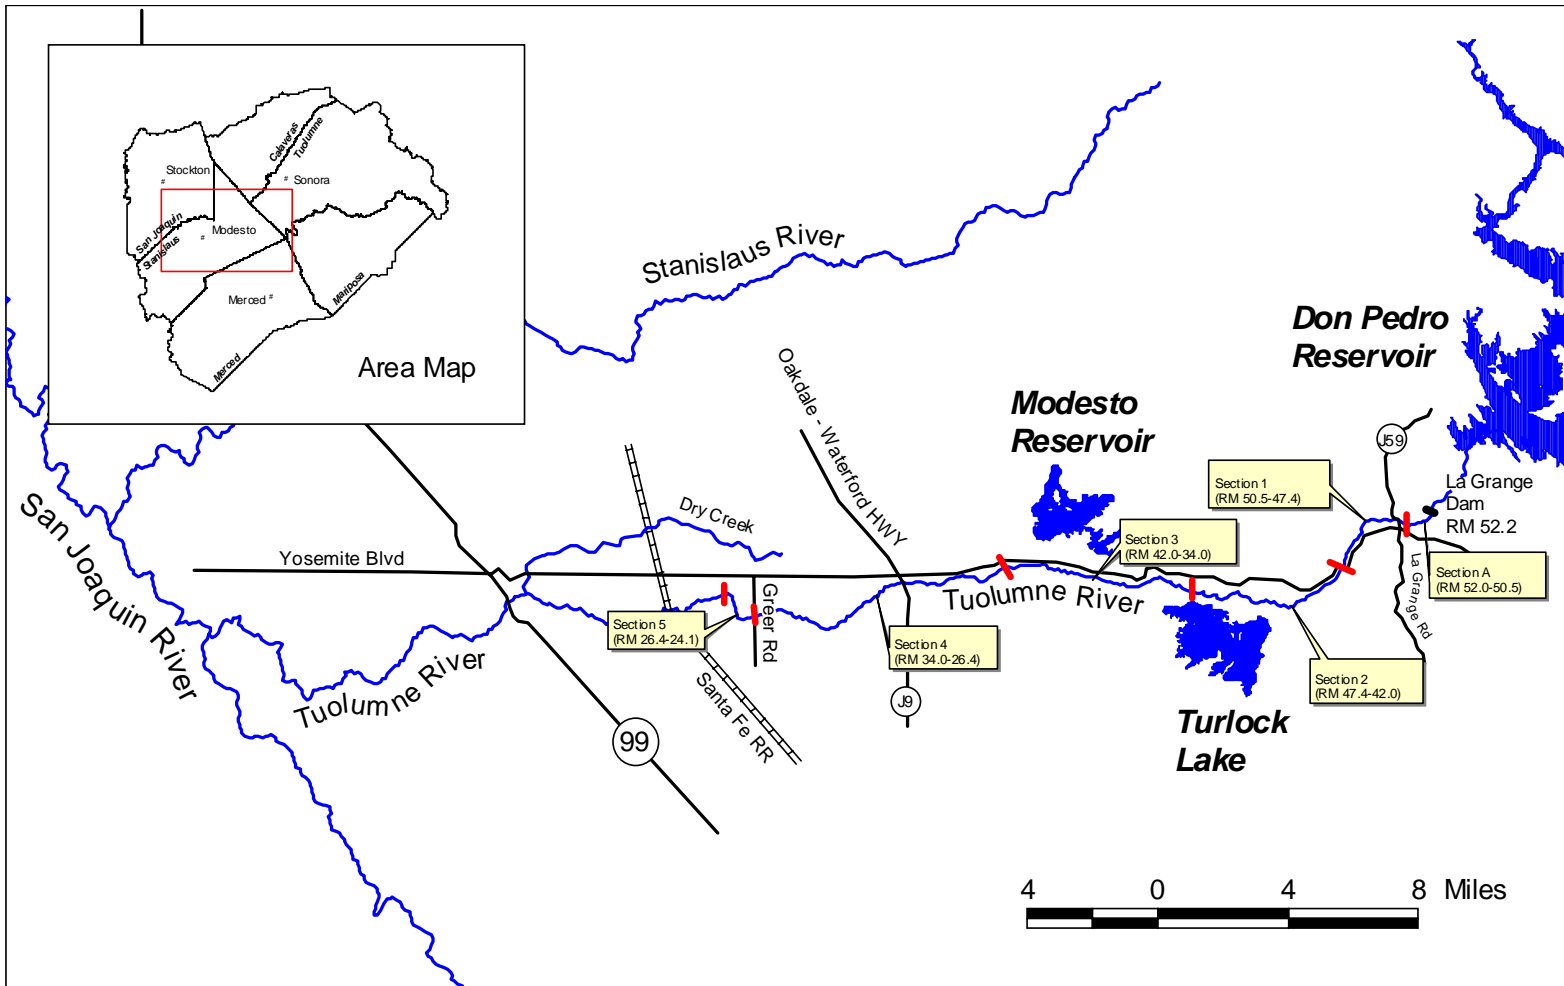 Calaveras
Tuolumne
Stockton
#
#
Sonora
San Joaquin
Stanislaus
Modesto
#
Merced
#
Mariposa
Merced
Area Map
Stanislaus River
Don Pedro
Reservoir
Oakdale - Waterford HWY
Modesto
Reservoir
J59
Section 1
(RM 50.5-47.4)
La Grange
Dam
RM 52.2
San Joaquin River
Dry Creek
Yosemite Blvd
Section 3
(RM 42.0-34.0)
La Grange Rd
Section A
(RM 52.0-50.5)
Greer Rd
Tuolumne River
Section 5
(RM 26.4-24.1)
Section 4
(RM 34.0-26.4)
Tuolumne River
Santa Fe RR
Section 2
(RM 47.4-42.0)
J9
Turlock
Lake
99
4 0 4 8 Miles